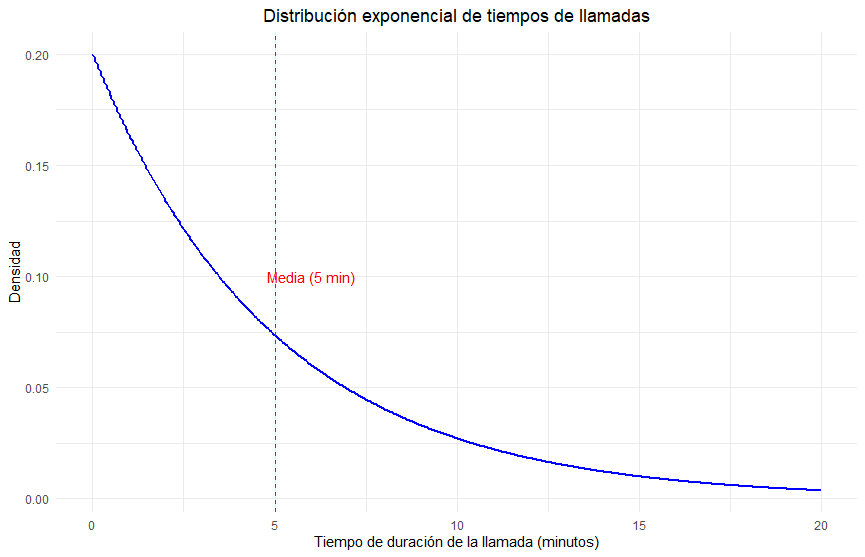 Distribución exponencial de tiempos de llamadas
Densidad
0.20
0.15
0.10
0.05
0.00
Media (5 min)
0 5 10 15 20
Tiempo de duración de la llamada (minutos)